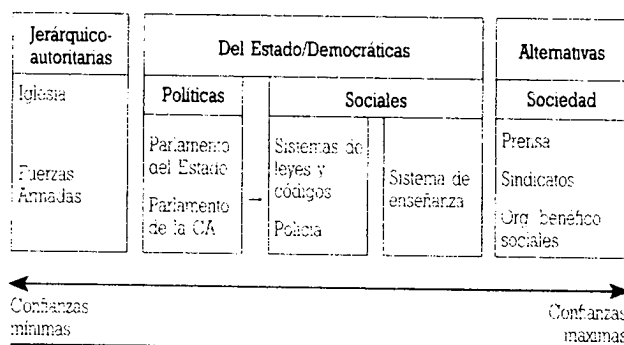 Jerárquico-
autoritarias
Iglesia
Fuerzas
Armadas
Del Estado/Democráticas
Políticas
Parlamento
del Estado
Parlamento
de la CA
Sociales
Sistemas de
leyes y
códigos
Policía
Sistema de
enseñanza
Alternativas
Sociedad
Prensa
Sindicatos
Org. benéfico
sociales
Confianzas
mínimas
Confianzas
máximas